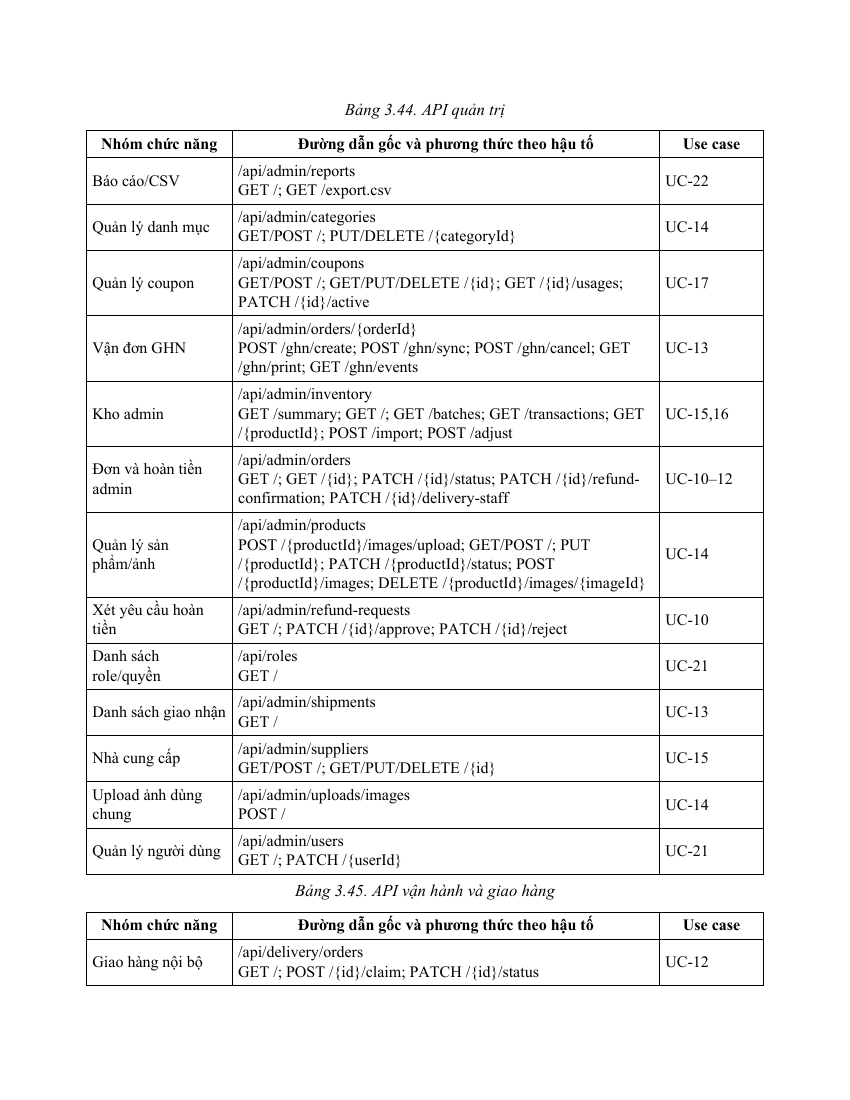 Bảng 3.44. API quản trị
Nhóm chức năng
Đường dẫn gốc và phương thức theo hậu tố
Use case
Báo cáo/CSV
/api/admin/reports
GET /; GET /export.csv
UC-22
Quản lý danh mục
/api/admin/categories
GET/POST /; PUT/DELETE /{categoryId}
UC-14
Quản lý coupon
/api/admin/coupons
GET/POST /; GET/PUT/DELETE /{id}; GET /{id}/usages;
PATCH /{id}/active
UC-17
Vận đơn GHN
/api/admin/orders/{orderId}
POST /ghn/create; POST /ghn/sync; POST /ghn/cancel; GET
/ghn/print; GET /ghn/events
UC-13
Kho admin
/api/admin/inventory
GET /summary; GET /; GET /batches; GET /transactions; GET
/{productId}; POST /import; POST /adjust
UC-15,16
Đơn và hoàn tiền
admin
/api/admin/orders
GET /; GET /{id}; PATCH /{id}/status; PATCH /{id}/refund-
confirmation; PATCH /{id}/delivery-staff
UC-10–12
Quản lý sản
phẩm/ảnh
/api/admin/products
POST /{productId}/images/upload; GET/POST /; PUT
/{productId}; PATCH /{productId}/status; POST
/{productId}/images; DELETE /{productId}/images/{imageId}
UC-14
Xét yêu cầu hoàn
tiền
/api/admin/refund-requests
GET /; PATCH /{id}/approve; PATCH /{id}/reject
UC-10
Danh sách
role/quyền
/api/roles
GET /
UC-21
Danh sách giao nhận
/api/admin/shipments
GET /
UC-13
Nhà cung cấp
/api/admin/suppliers
GET/POST /; GET/PUT/DELETE /{id}
UC-15
Upload ảnh dùng
chung
/api/admin/uploads/images
POST /
UC-14
Quản lý người dùng
/api/admin/users
GET /; PATCH /{userId}
UC-21
Bảng 3.45. API vận hành và giao hàng
Nhóm chức năng
Đường dẫn gốc và phương thức theo hậu tố
Use case
Giao hàng nội bộ
/api/delivery/orders
GET /; POST /{id}/claim; PATCH /{id}/status
UC-12